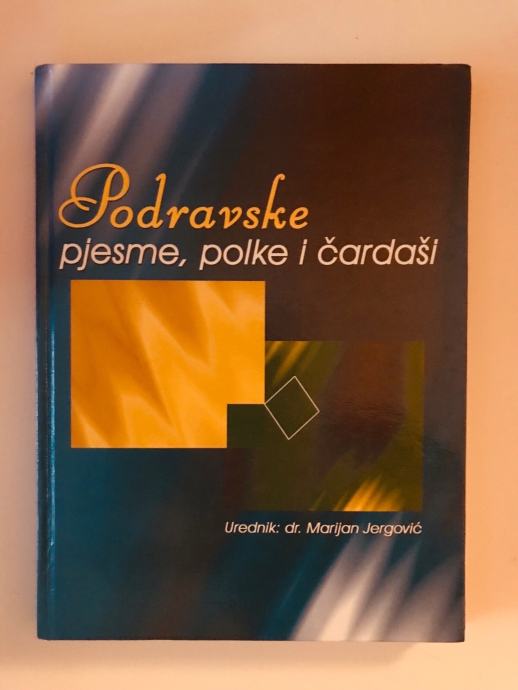 Podravske
pjesme, polke i čardaši
Urednik: dr. Marijan Jergović